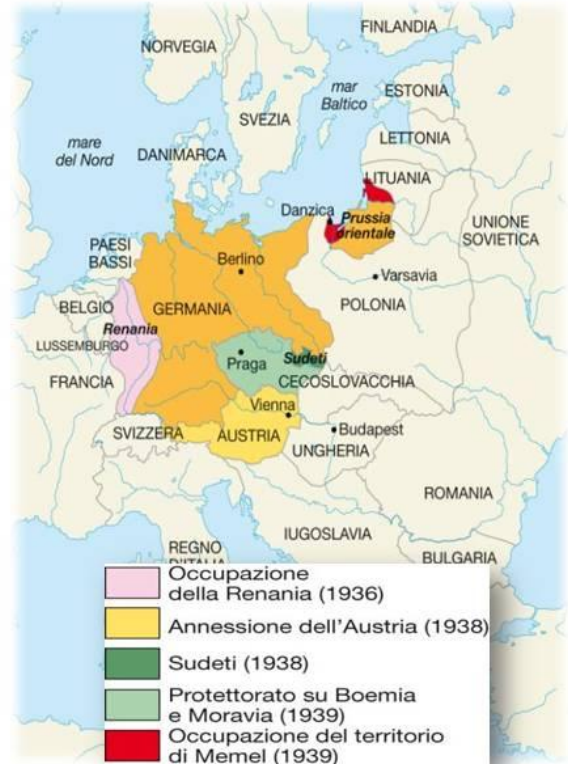 FINLANDIA
NORVEGIA
mar
Baltico
ESTONIA
SVEZIA
mare
del Nord
LETTONIA
DANIMARCA
LITUANIA
Danzica
Prussia
orientale
UNIONE
SOVIETICA
PAESI
BASSI
Berlino
Varsavia
BELGIO
GERMANIA
POLONIA
Renania
LUSSEMBURGO
Praga
Sudeti
FRANCIA
CECOSLOVACCHIA
Vienna
SVIZZERA
AUSTRIA
Budapest
UNGHERIA
ROMANIA
IUGOSLAVIA
REGNO
D'ITALIA
BULGARIA
Occupazione
della Renania (1936)
Annessione dell'Austria (1938)
Sudeti (1938)
Protettorato su Boemia
e Moravia (1939)
Occupazione del territorio
di Memel (1939)